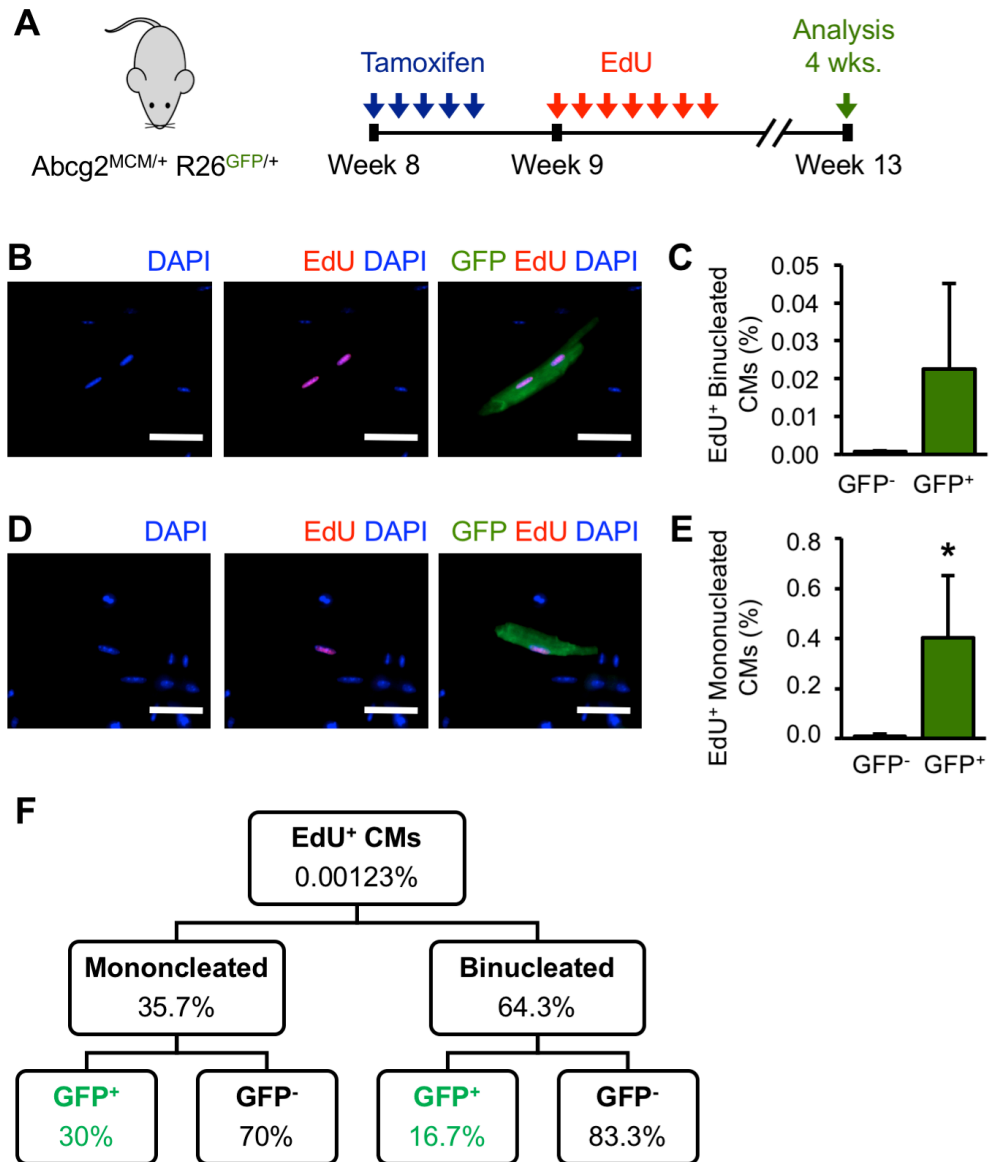 A
Tamoxifen
EdU
Analysis
4 wks.
Abcg2MCM/+ R26GFP/+
Week 8
Week 9
Week 13
B
DAPI
EdU DAPI
GFP EdU DAPI
C
EdU+ Binucleated
CMs (%)
0.05
0.04
0.03
0.02
0.01
0.00
GFP-
GFP+
D
DAPI
EdU DAPI
GFP EdU DAPI
E
EdU+ Mononucleated
CMs (%)
0.8
0.6
0.4
0.2
0.0
*
GFP-
GFP+
F
EdU+ CMs
0.00123%
Mononcleated
35.7%
Binucleated
64.3%
GFP+
30%
GFP-
70%
GFP+
16.7%
GFP-
83.3%